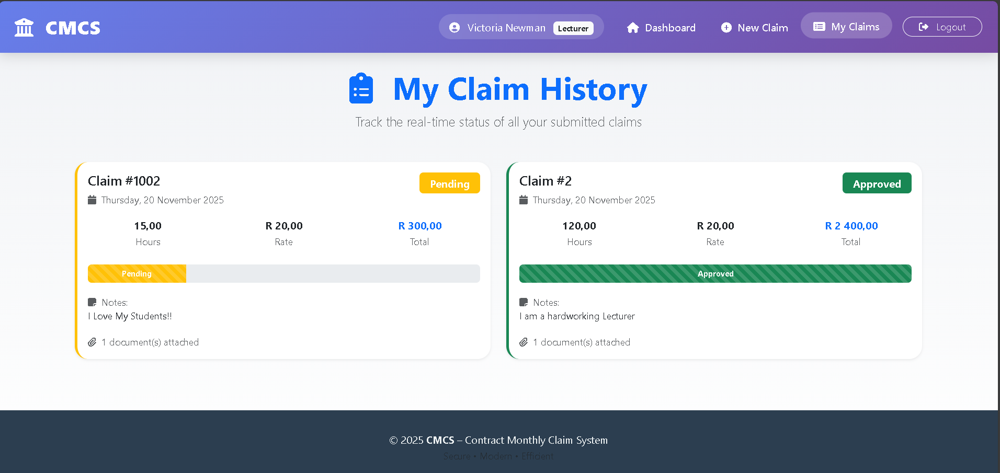 CMCS
Victoria Newman Lecturer
Dashboard
New Claim
My Claims
Logout
My Claim History
Track the real-time status of all your submitted claims
Claim #1002
Pending
Thursday, 20 November 2025
15,00 R 20,00 R 300,00
Hours Rate Total
Pending
Notes:
I Love My Students!!
1 document(s) attached
Claim #2
Approved
Thursday, 20 November 2025
120,00 R 20,00 R 2 400,00
Hours Rate Total
Approved
Notes:
I am a hardworking Lecturer
1 document(s) attached
© 2025 CMCS – Contract Monthly Claim System
Secure • Modern • Efficient